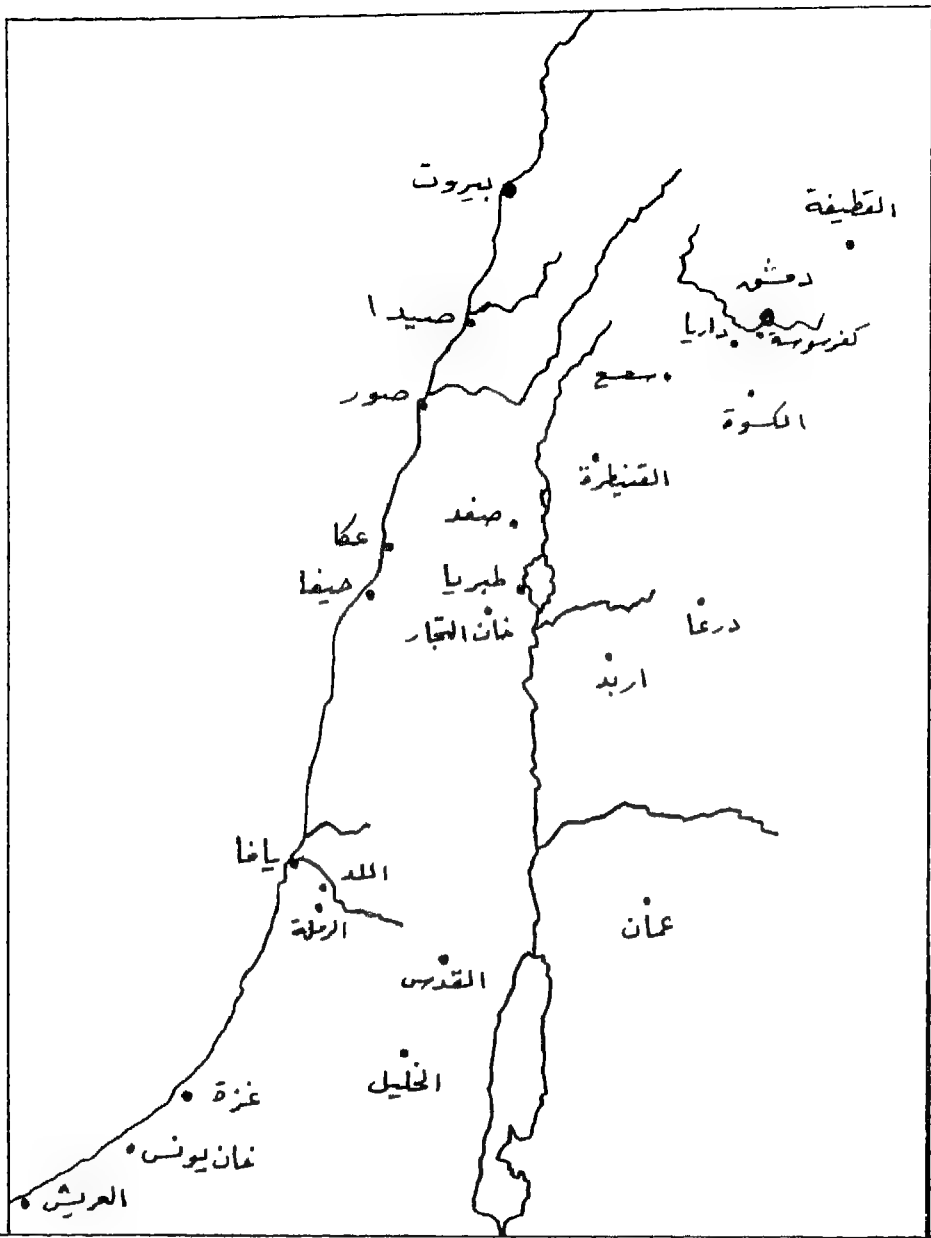 بيروت
القطيفة
دمشق
صيدا
داريا
كفرسوسة
سعسع
صور
الكسوة
القنيطرة
صفد
عكا
طبريا
حيفا
خان التجار
درعا
اربد
يافا
اللد
الرملة
عمان
القدس
الخليل
غزة
خان يونس
العريش